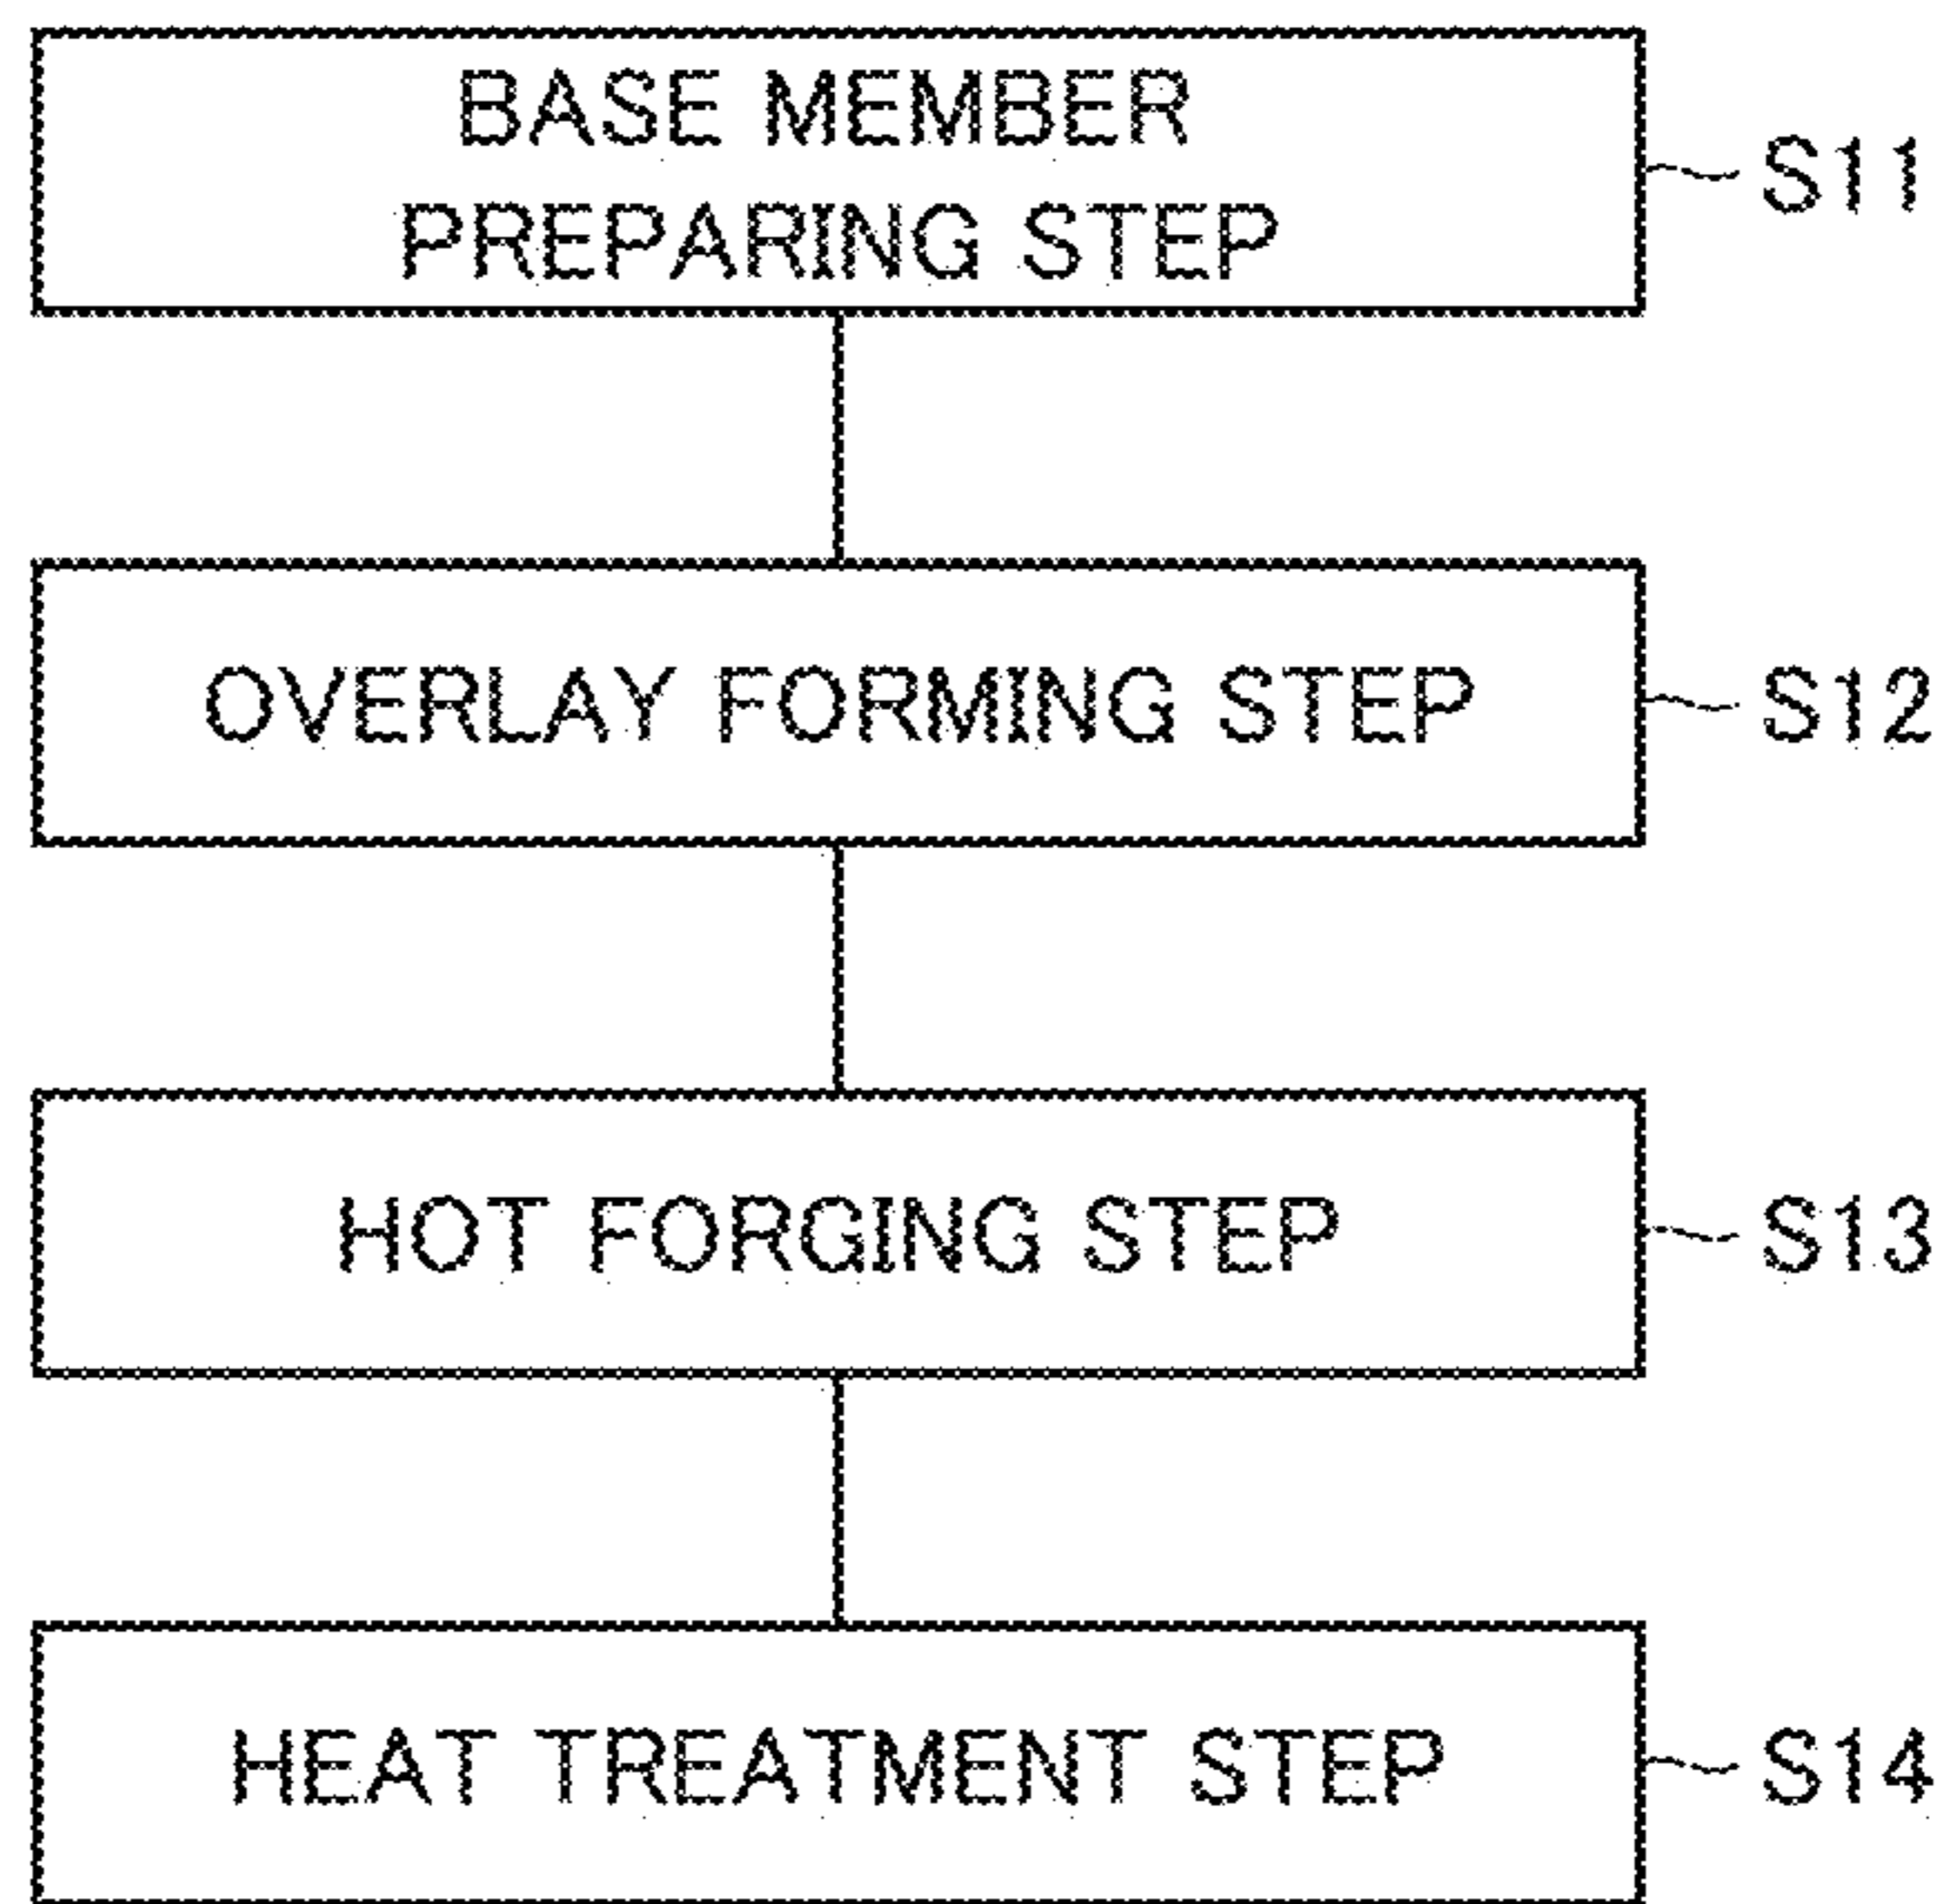 BASE MEMBER
PREPARING STEP
S11
OVERLAY FORMING STEP
S12
HOT FORGING STEP
S13
HEAT TREATMENT STEP
S14